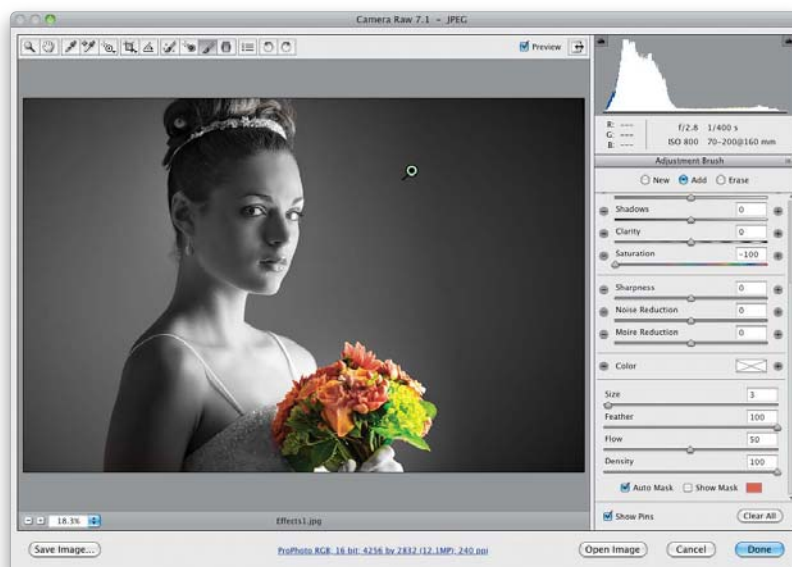 Camera Raw 7.1 – JPEG
Preview
R: ---
G: ---
B: ---
f/2.8 1/400 s
ISO 800 70-200@160 mm
Adjustment Brush
New Add Erase
Shadows 0
Clarity 0
Saturation -100
Sharpness 0
Noise Reduction 0
Moire Reduction 0
Color
Size 3
Feather 100
Flow 50
Density 100
Auto Mask Show Mask
Show Pins Clear All
18.3% Effects1.jpg
Save Image... ProPhoto RGB; 16 bit; 4256 by 2832 (12.1MP); 240 ppi Open Image Cancel Done